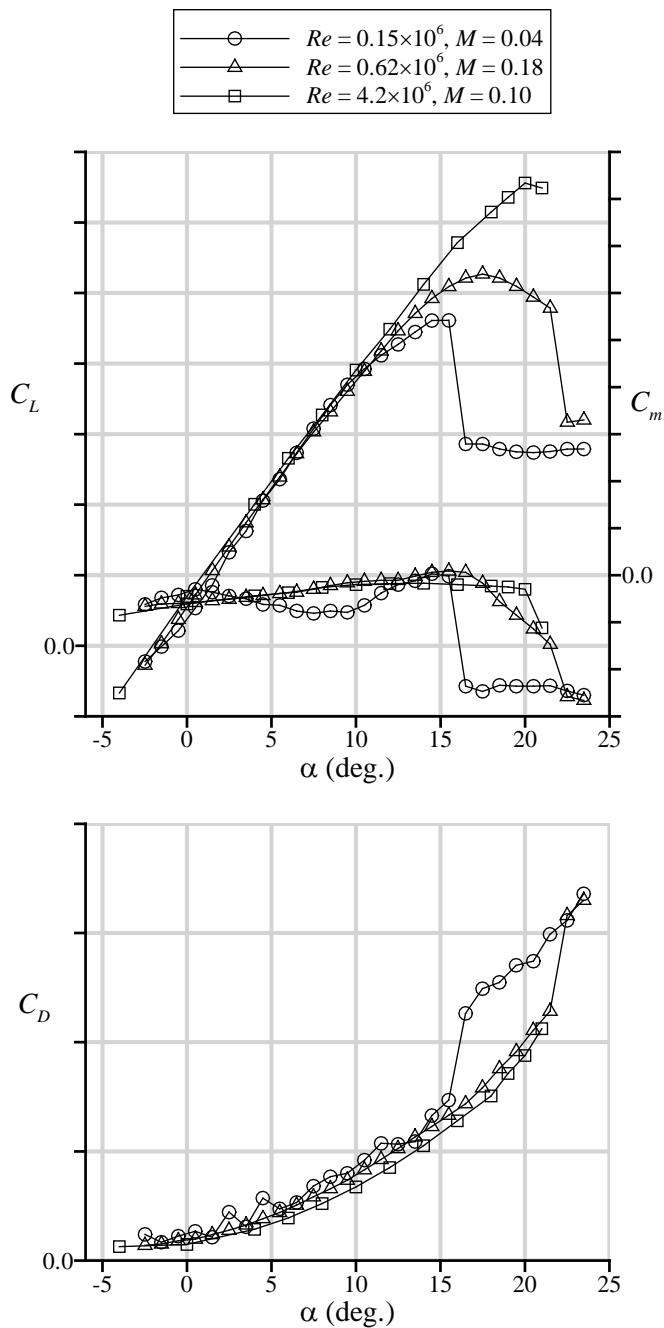 Re = 0.15×10⁶, M = 0.04
Re = 0.62×10⁶, M = 0.18
Re = 4.2×10⁶, M = 0.10
C_L
C_m
0.0
0.0
-5 0 5 10 15 20 25
α (deg.)
C_D
0.0
-5 0 5 10 15 20 25
α (deg.)